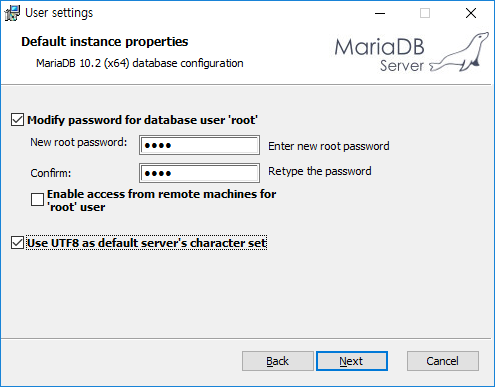 User settings
Default instance properties
MariaDB 10.2 (x64) database configuration
MariaDB
Server
Modify password for database user 'root'
New root password: ●●●● Enter new root password
Confirm: ●●●● Retype the password
Enable access from remote machines for
'root' user
Use UTF8 as default server's character set
Back Next Cancel